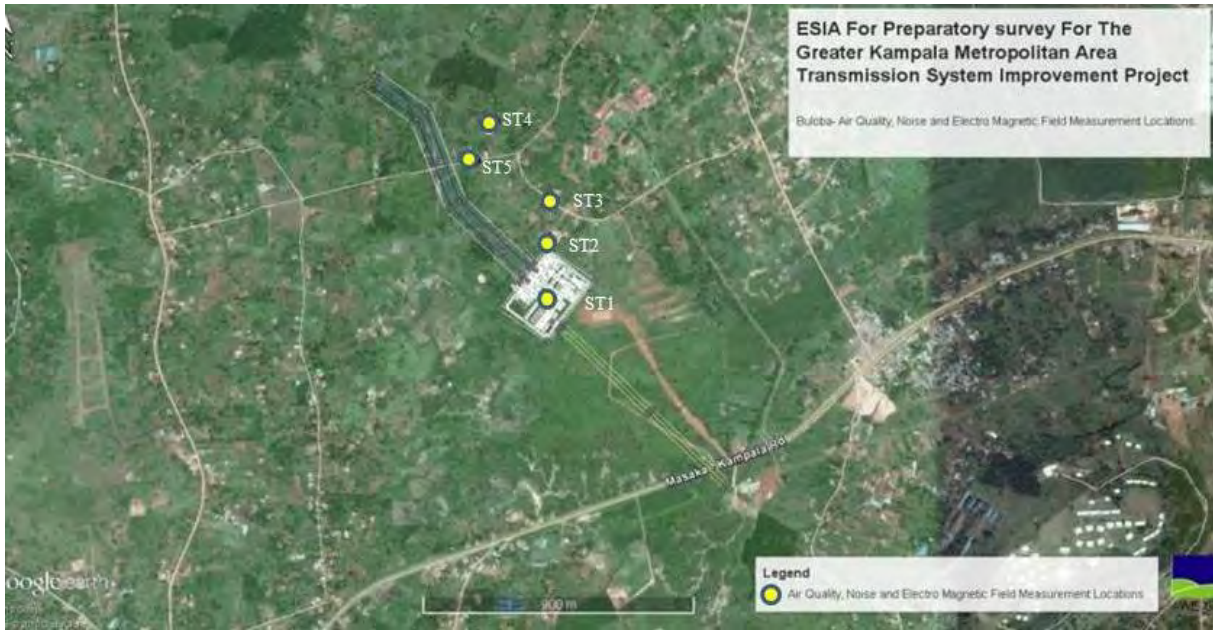 ESIA For Preparatory survey For The
Greater Kampala Metropolitan Area
Transmission System Improvement Project
Buloba- Air Quality, Noise and Electro Magnetic Field Measurement Locations.
ST4
ST5
ST3
ST2
ST1
Masaka - Kampala Ro
Legend
Air Quality, Noise and Electro Magnetic Field Measurement Locations
oogle earth
900 m